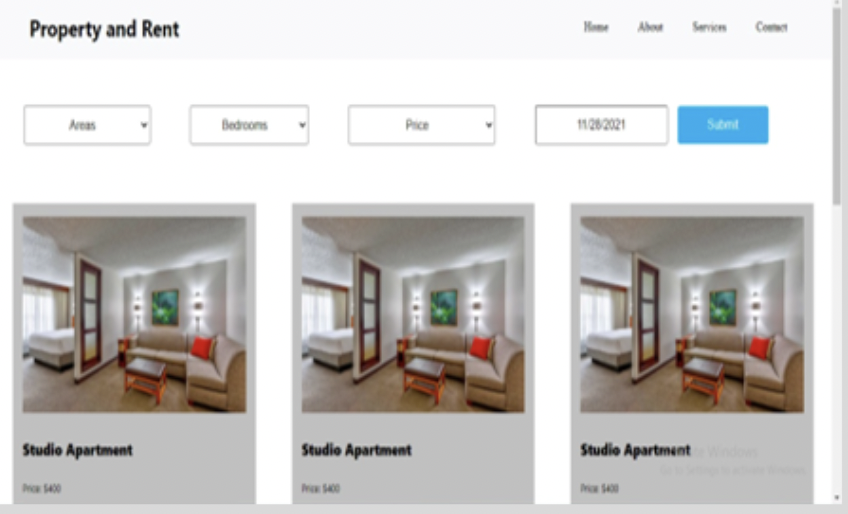 Property and Rent
Home About Services Contact
Areas Bedrooms Price 11/28/2021 Submit
Studio Apartment Studio Apartment Studio Apartment
Windows
Go to Settings to activate Windows.
Price: $400 Price: $400 Price: $400